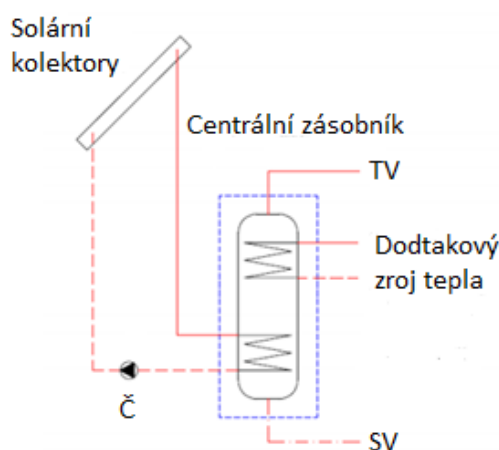 Solární
kolektory
Centrální zásobník
TV
Dodtakový
zroj tepla
Č
SV